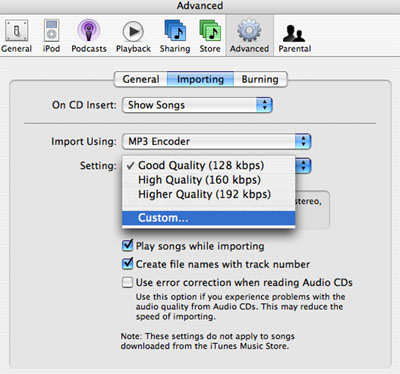 Advanced
General iPod Podcasts Playback Sharing Store Advanced Parental
General Importing Burning
On CD Insert: Show Songs
Import Using: MP3 Encoder
Setting: ✓ Good Quality (128 kbps)
High Quality (160 kbps)
Higher Quality (192 kbps)
stereo,
Custom...
Play songs while importing
Create file names with track number
Use error correction when reading Audio CDs
Use this option if you experience problems with the
audio quality from Audio CDs. This may reduce the
speed of importing.
Note: These settings do not apply to songs
downloaded from the iTunes Music Store.